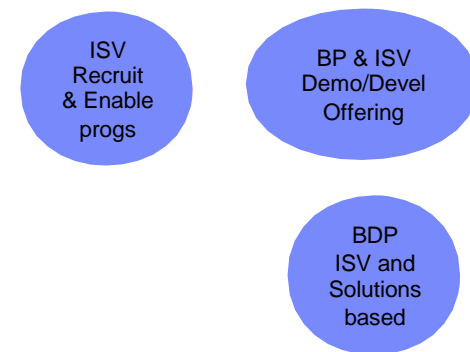 ISV
Recruit
& Enable
progs
BP & ISV
Demo/Devel
Offering
BDP
ISV and
Solutions
based